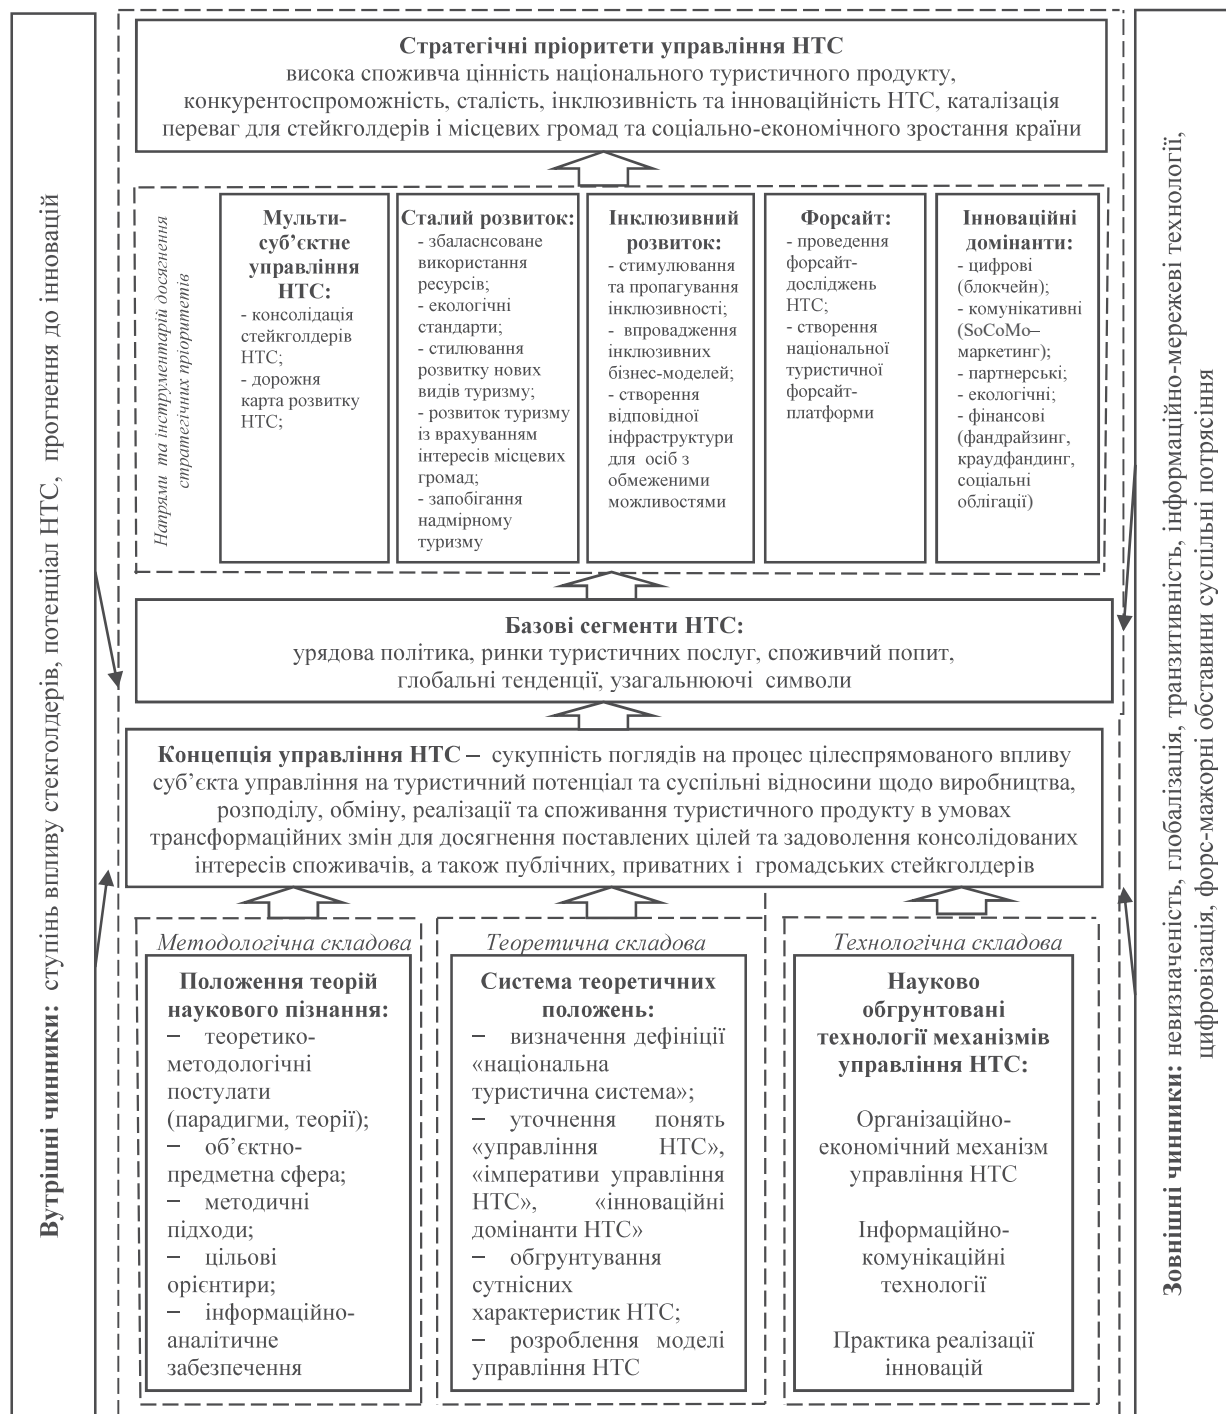 Стратегічні пріоритети управління НТС
висока споживча цінність національного туристичного продукту,
конкурентоспроможність, сталість, інклюзивність та інноваційність НТС, каталізація
переваг для стейкголдерів і місцевих громад та соціально-економічного зростання країни
Напрями та інструментарій досягнення
стратегічних пріоритетів
Мульти-
суб’єктне
управління
НТС:
- консолідація
стейкголдерів
НТС;
- дорожня
карта розвитку
НТС;
Сталий розвиток:
- збаласнсоване
використання
ресурсів;
- екологічні
стандарти;
- стилювання
розвитку нових
видів туризму;
- розвиток туризму
із врахуванням
інтересів місцевих
громад;
- запобігання
надмірному
туризму
Інклюзивний
розвиток:
- стимулювання
та пропагування
інклюзивності;
- впровадження
інклюзивних
бізнес-моделей;
- створення
відповідної
інфраструктури
для осіб з
обмеженими
можливостями
Форсайт:
- проведення
форсайт-
досліджень
НТС;
- створення
національної
туристичної
форсайт-
платформи
Інноваційні
домінанти:
- цифрові
(блокчейн);
- комунікативні
(SoCoMo–
маркетинг);
- партнерські;
- екологічні;
- фінансові
(фандрайзинг,
краудфандинг,
соціальні
облігації)
Базові сегменти НТС:
урядова політика, ринки туристичних послуг, споживчий попит,
глобальні тенденції, узагальнюючі символи
Концепція управління НТС – сукупність поглядів на процес цілеспрямованого впливу
суб’єкта управління на туристичний потенціал та суспільні відносини щодо виробництва,
розподілу, обміну, реалізації та споживання туристичного продукту в умовах
трансформаційних змін для досягнення поставлених цілей та задоволення консолідованих
інтересів споживачів, а також публічних, приватних і громадських стейкголдерів
Методологічна складова
Положення теорій
наукового пізнання:
– теоретико-
методологічні
постулати
(парадигми, теорії);
– об’єктно-
предметна сфера;
– методичні
підходи;
– цільові
орієнтири;
– інформаційно-
аналітичне
забезпечення
Теоретична складова
Система теоретичних
положень:
– визначення дефініції
«національна
туристична система»;
– уточнення понять
«управління НТС»,
«імперативи управління
НТС», «інноваційні
домінанти НТС»
– обгрунтування
сутнісних
характеристик НТС;
– розроблення моделі
управління НТС
Технологічна складова
Науково
обгрунтовані
технології механізмів
управління НТС:
Організаційно-
економічний механізм
управління НТС
Інформаційно-
комунікаційні
технології
Практика реалізації
інновацій
Вутрішні чинники: ступінь впливу стекголдерів, потенціал НТС, прогнення до інновацій
Зовнішні чинники: невизначеність, глобалізація, транзитивність, інформаційно-мережеві технології,
цифровізація, форс-мажорні обставини суспільні потрясіння